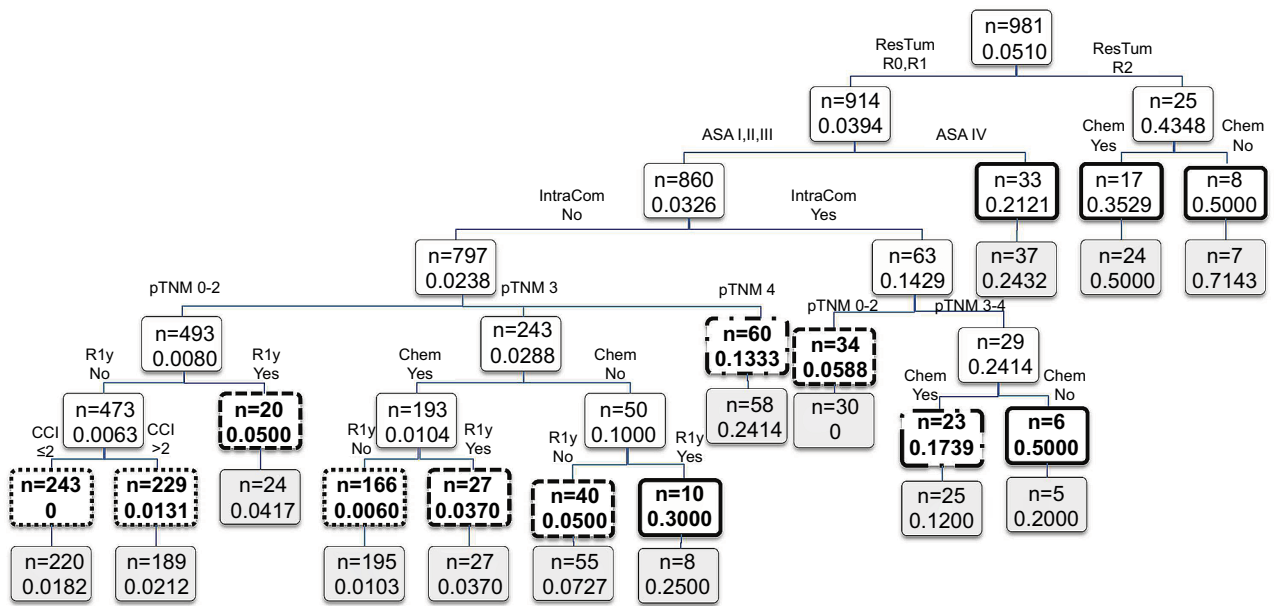 n=981
0.0510
ResTum
R0,R1
ResTum
R2
n=914
0.0394
n=25
0.4348
ASA I,II,III
ASA IV
Chem
Yes
Chem
No
n=860
0.0326
n=33
0.2121
n=17
0.3529
n=8
0.5000
IntraCom
No
IntraCom
Yes
n=797
0.0238
n=63
0.1429
n=37
0.2432
n=24
0.5000
n=7
0.7143
pTNM 0-2
pTNM 3
pTNM 4
pTNM 0-2
pTNM 3-4
n=493
0.0080
n=243
0.0288
n=60
0.1333
n=34
0.0588
n=29
0.2414
R1y
No
R1y
Yes
Chem
Yes
Chem
No
Chem
Yes
Chem
No
n=473
0.0063
n=20
0.0500
n=193
0.0104
n=50
0.1000
n=58
0.2414
n=30
0
n=23
0.1739
n=6
0.5000
CCI
≤2
CCI
>2
R1y
No
R1y
Yes
R1y
No
R1y
Yes
n=243
0
n=229
0.0131
n=24
0.0417
n=166
0.0060
n=27
0.0370
n=40
0.0500
n=10
0.3000
n=25
0.1200
n=5
0.2000
n=220
0.0182
n=189
0.0212
n=195
0.0103
n=27
0.0370
n=55
0.0727
n=8
0.2500